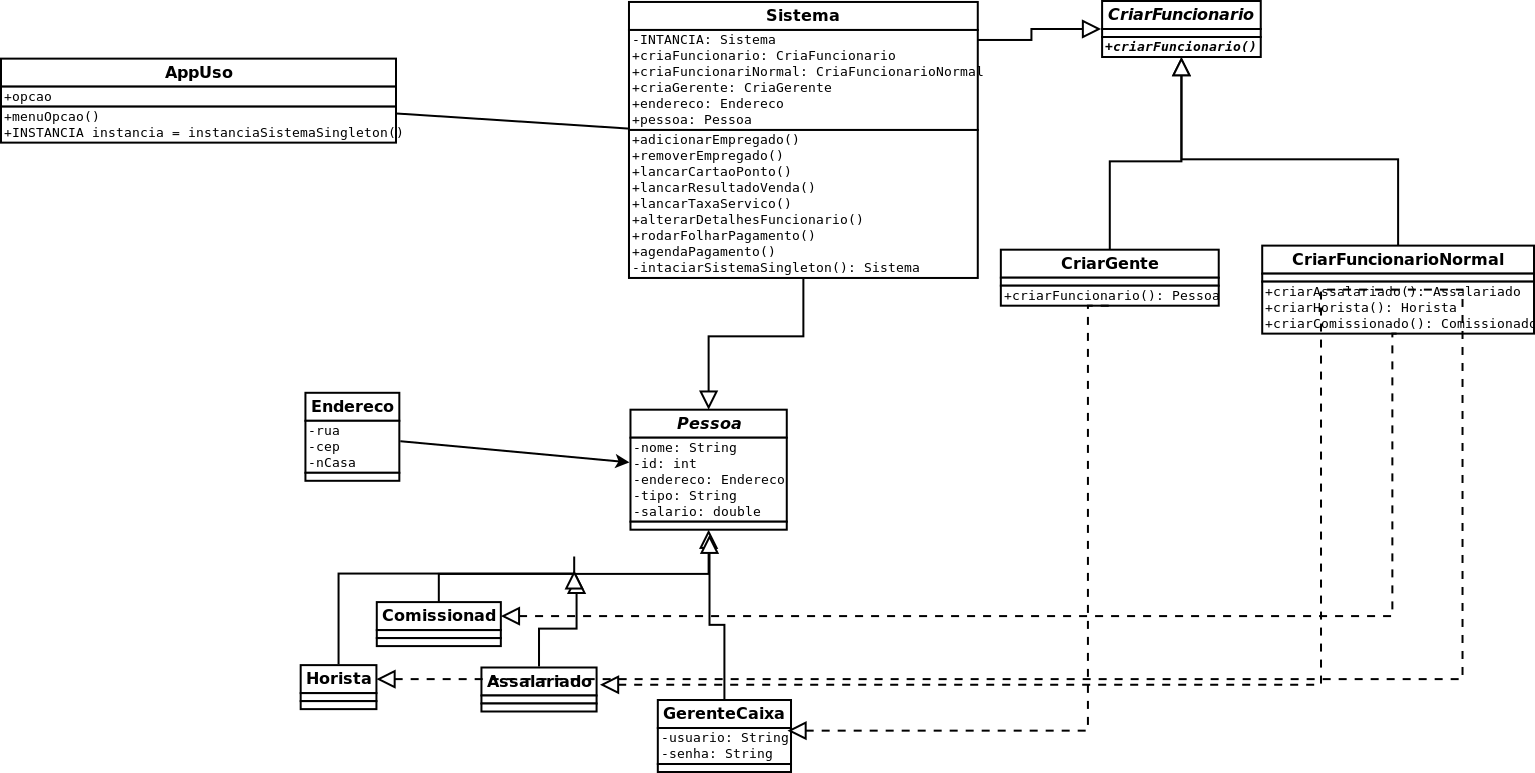 Sistema
-INTANCIA: Sistema
+criaFuncionario: CriaFuncionario
+criaFuncionariNormal: CriaFuncionarioNormal
+criaGerente: CriaGerente
+endereco: Endereco
+pessoa: Pessoa
+adicionarEmpregado()
+removerEmpregado()
+lancarCartaoPonto()
+lancarResultadoVenda()
+lancarTaxaServico()
+alterarDetalhesFuncionario()
+rodarFolharPagamento()
+agendaPagamento()
-intaciarSistemaSingleton(): Sistema
CriarFuncionario
+criarFuncionario()
AppUso
+opcao
+menuOpcao()
+INSTANCIA instancia = instanciaSistemaSingleton()
CriarGente
+criarFuncionario(): Pessoa
CriarFuncionarioNormal
+criarAssalariado(): Assalariado
+criarHorista(): Horista
+criarComissionado(): Comissionado
Endereco
-rua
-cep
-nCasa
Pessoa
-nome: String
-id: int
-endereco: Endereco
-tipo: String
-salario: double
Comissionad
Horista
Assalariado
GerenteCaixa
-usuario: String
-senha: String